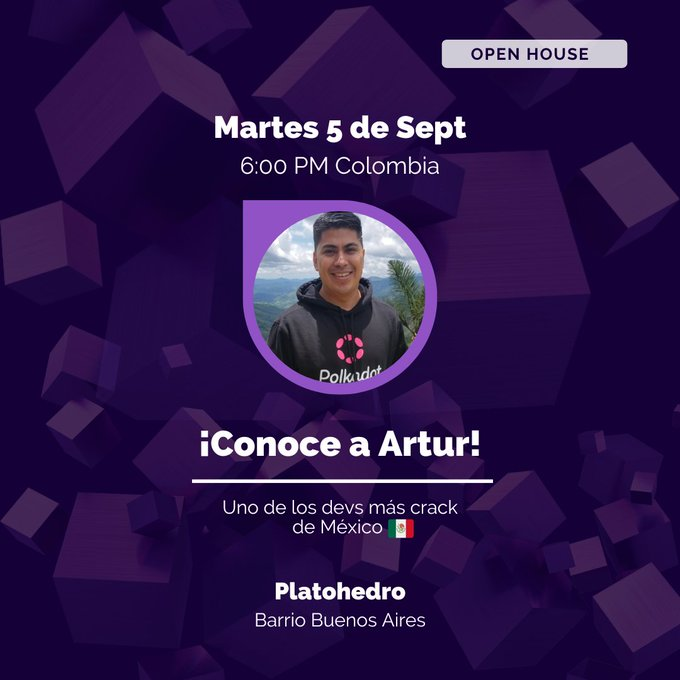 OPEN HOUSE
Martes 5 de Sept
6:00 PM Colombia
Polkadot
¡Conoce a Artur!
Uno de los devs más crack
de México
Platohedro
Barrio Buenos Aires